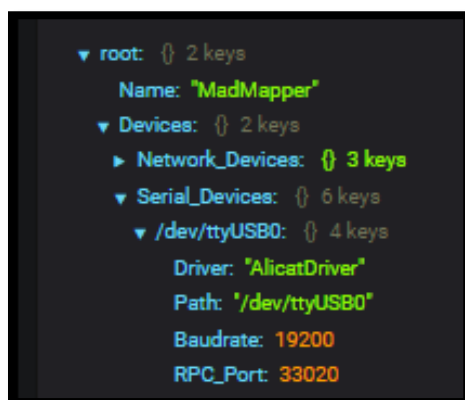 ▼ root: {} 2 keys
Name: "MadMapper"
▼ Devices: {} 2 keys
► Network_Devices: {} 3 keys
▼ Serial_Devices: {} 6 keys
▼ /dev/ttyUSB0: {} 4 keys
Driver: "AlicatDriver"
Path: "/dev/ttyUSB0"
Baudrate: 19200
RPC_Port: 33020